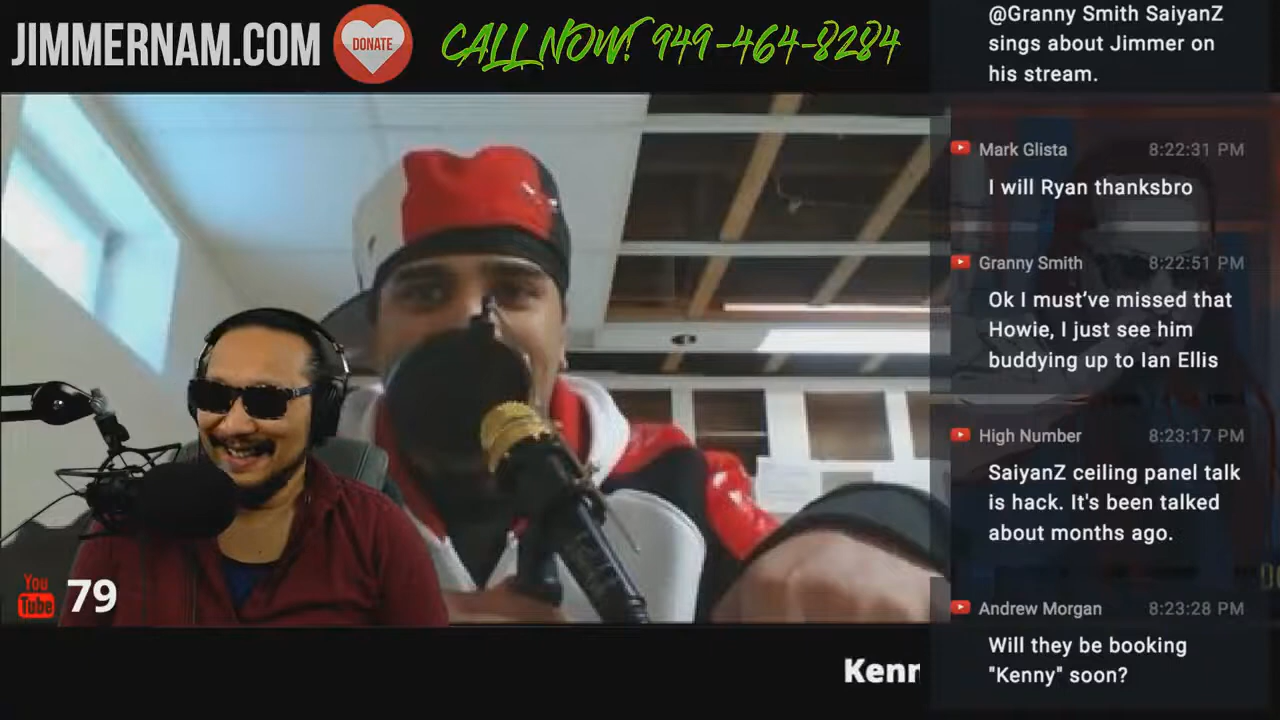 JIMMERNAM.COM
DONATE
CALL NOW! 949-464-8284
@Granny Smith SaiyanZ
sings about Jimmer on
his stream.
Mark Glista 8:22:31 PM
I will Ryan thanksbro
Granny Smith 8:22:51 PM
Ok I must’ve missed that
Howie, I just see him
buddying up to Ian Ellis
High Number 8:23:17 PM
SaiyanZ ceiling panel talk
is hack. It's been talked
about months ago.
Andrew Morgan 8:23:28 PM
Will they be booking
"Kenny" soon?
You
Tube 79
Kenn